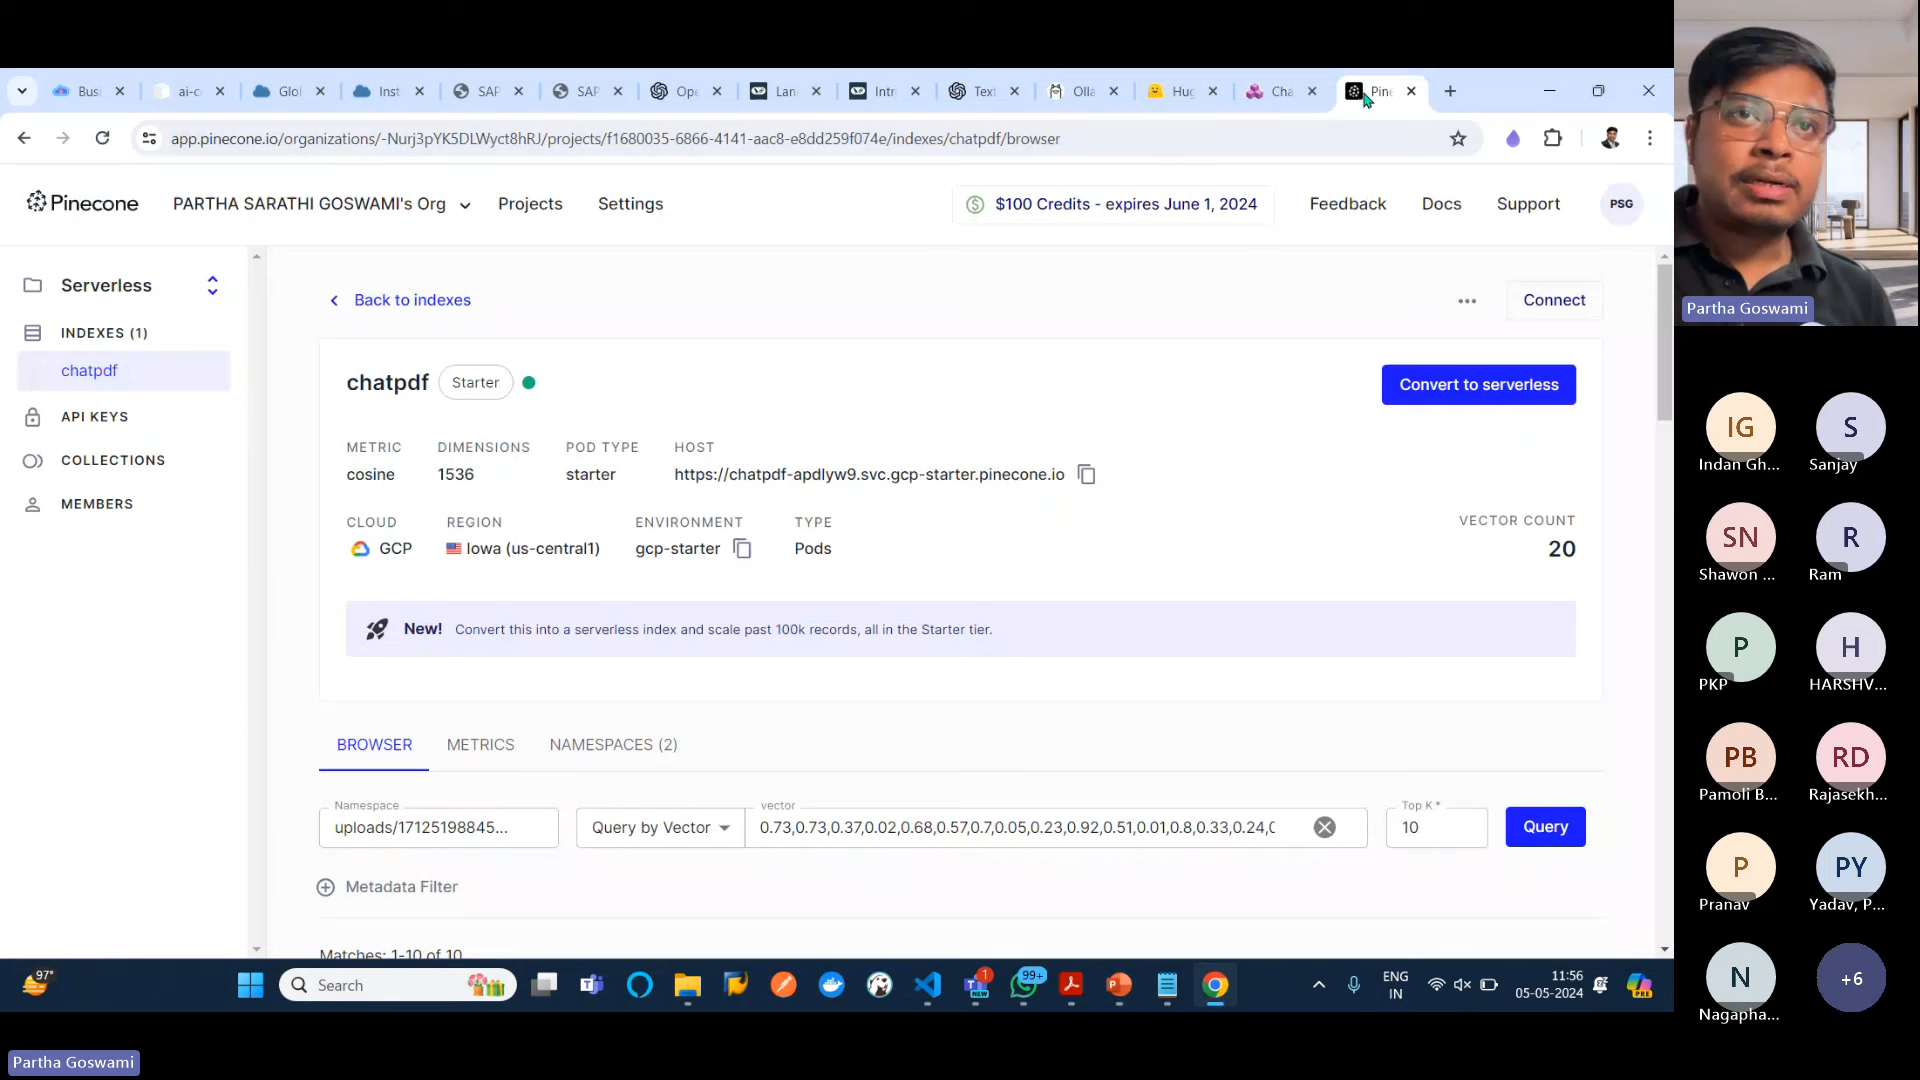 Busi
ai-c
Glol
Inst
SAP
SAP
Ope
Lan
Intr
Text
Olla
Hug
Cha
Pine
app.pinecone.io/organizations/-Nurj3pYK5DLWyct8hRJ/projects/f1680035-6866-4141-aac8-e8dd259f074e/indexes/chatpdf/browser
Pinecone
PARTHA SARATHI GOSWAMI's Org
Projects
Settings
$100 Credits - expires June 1, 2024
Feedback
Docs
Support
PSG
Serverless
INDEXES (1)
chatpdf
API KEYS
COLLECTIONS
MEMBERS
Back to indexes
Connect
chatpdf
Starter
Convert to serverless
METRIC
cosine
DIMENSIONS
1536
POD TYPE
starter
HOST
https://chatpdf-apdlyw9.svc.gcp-starter.pinecone.io
CLOUD
GCP
REGION
Iowa (us-central1)
ENVIRONMENT
gcp-starter
TYPE
Pods
VECTOR COUNT
20
New! Convert this into a serverless index and scale past 100k records, all in the Starter tier.
BROWSER
METRICS
NAMESPACES (2)
Namespace
uploads/17125198845...
Query by Vector
vector
0.73,0.73,0.37,0.02,0.68,0.57,0.7,0.05,0.23,0.92,0.51,0.01,0.8,0.33,0.24,0
Top K *
10
Query
Metadata Filter
Matches: 1-10 of 10
97°
Search
1
NEW
99+
ENG
IN
11:56
05-05-2024
PRE
Partha Goswami
Partha Goswami
IG
Indan Gh...
S
Sanjay
SN
Shawon ...
R
Ram
P
PKP
H
HARSHV...
PB
Pamoli B...
RD
Rajasekh...
P
Pranav
PY
Yadav, P...
N
Nagapha...
+6